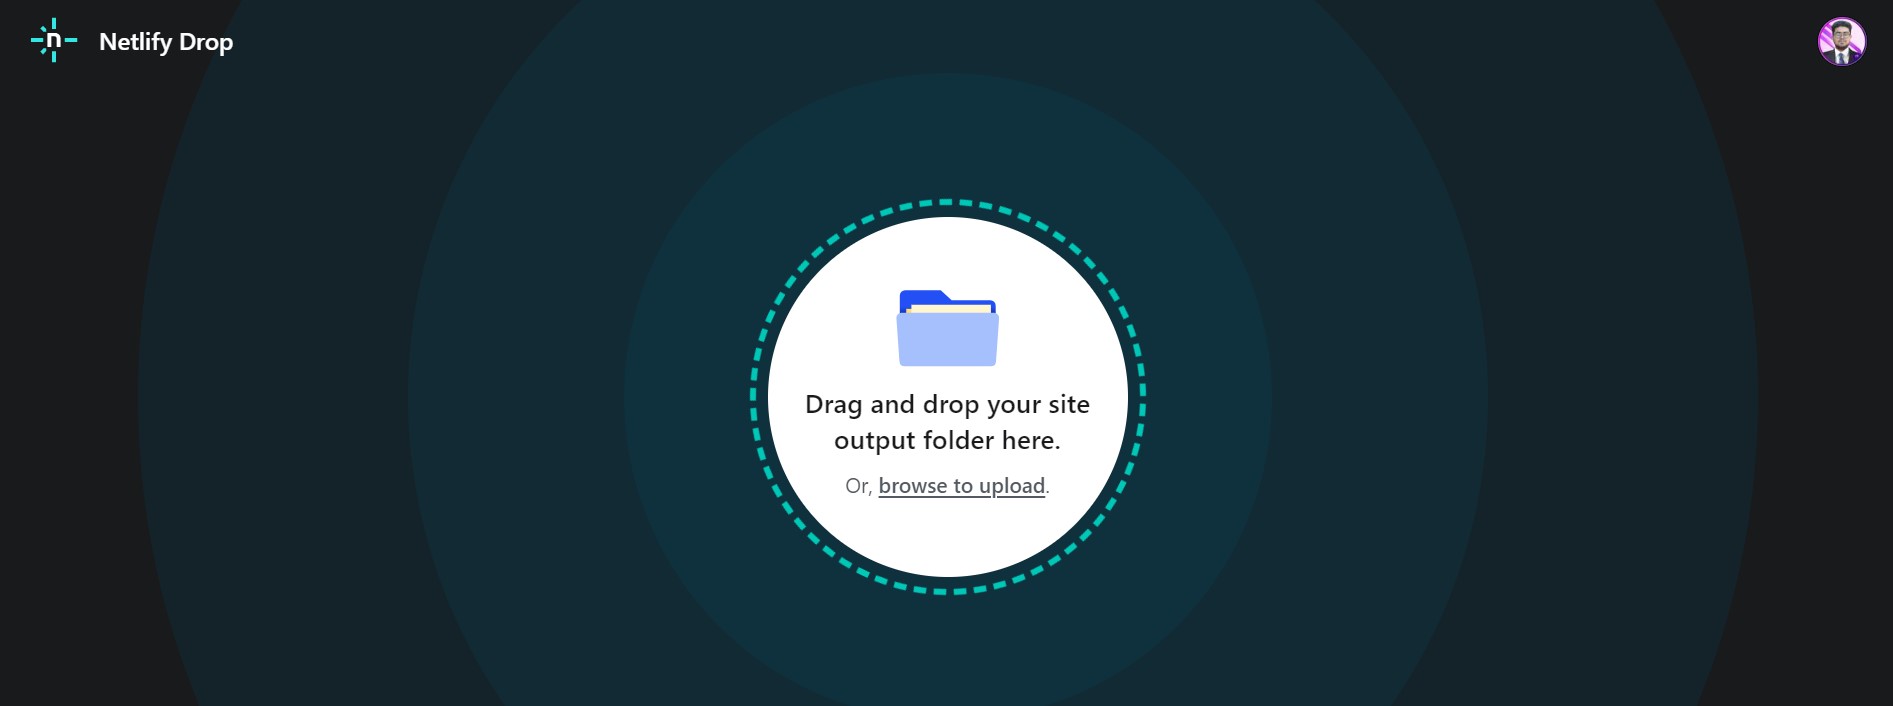 n
Netlify Drop
Drag and drop your site
output folder here.
Or, browse to upload.